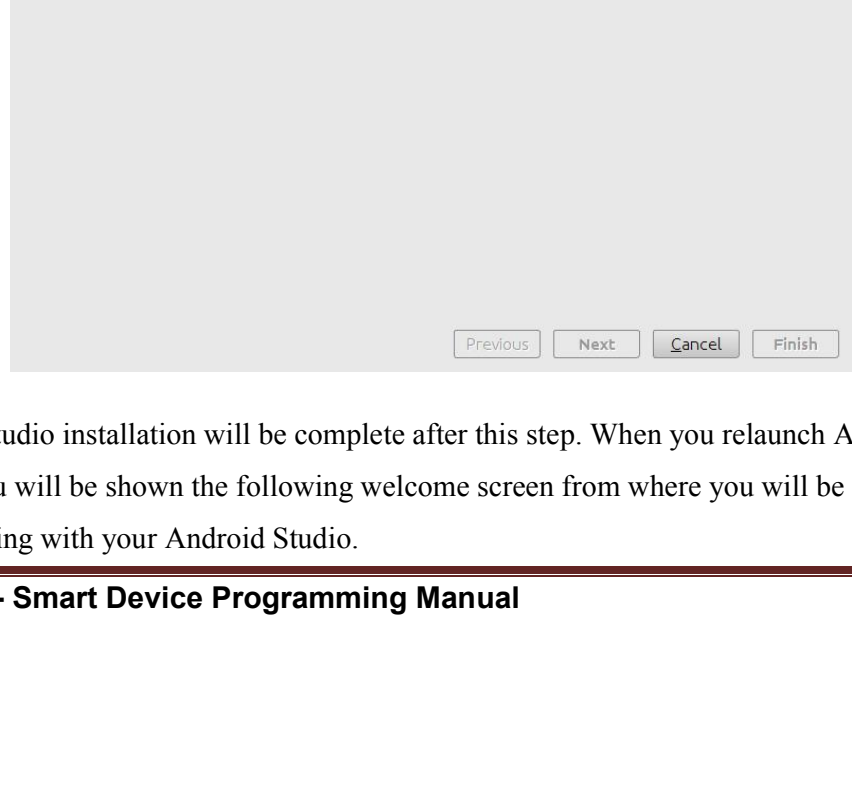 Previous Next Cancel Finish
tudio installation will be complete after this step. When you relaunch A
u will be shown the following welcome screen from where you will be
ing with your Android Studio.
- Smart Device Programming Manual